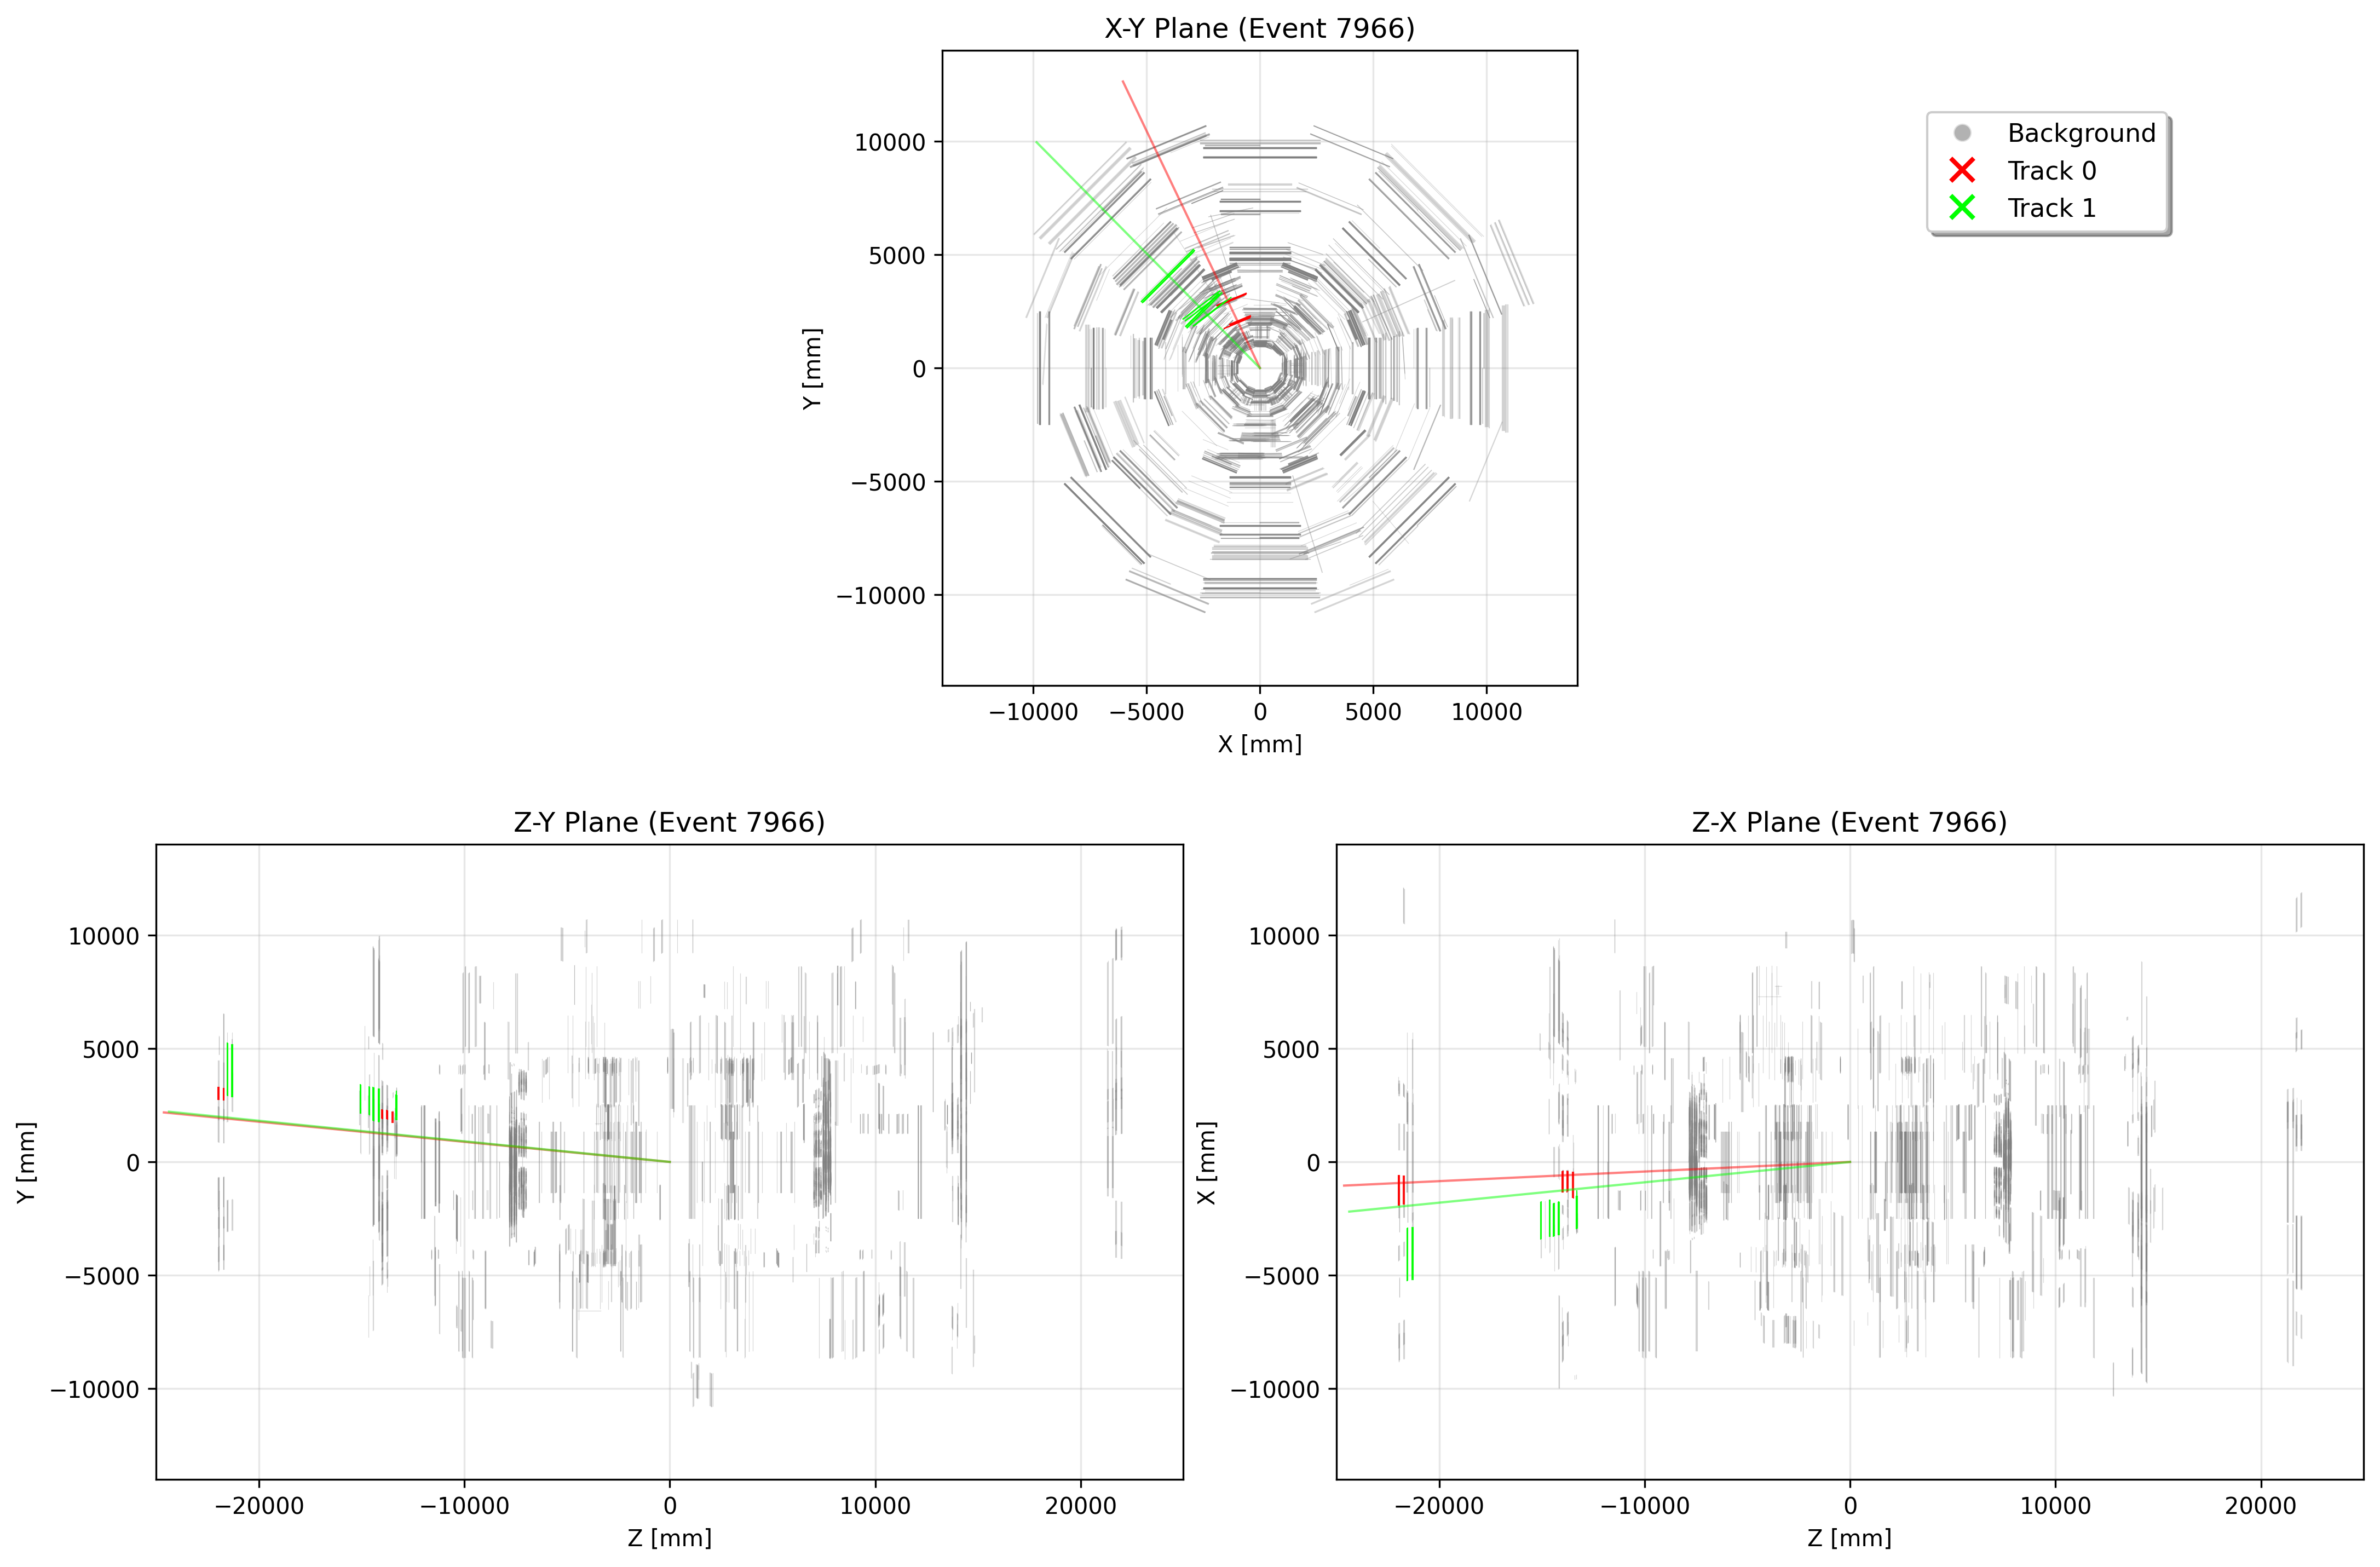 X-Y Plane (Event 7966)
Background
Track 0
Track 1
10000
5000
0
−5000
−10000
Y [mm]
−10000 −5000 0 5000 10000
X [mm]
Z-Y Plane (Event 7966)
10000
5000
0
−5000
−10000
Y [mm]
−20000 −10000 0 10000 20000
Z [mm]
Z-X Plane (Event 7966)
10000
5000
0
−5000
−10000
X [mm]
−20000 −10000 0 10000 20000
Z [mm]